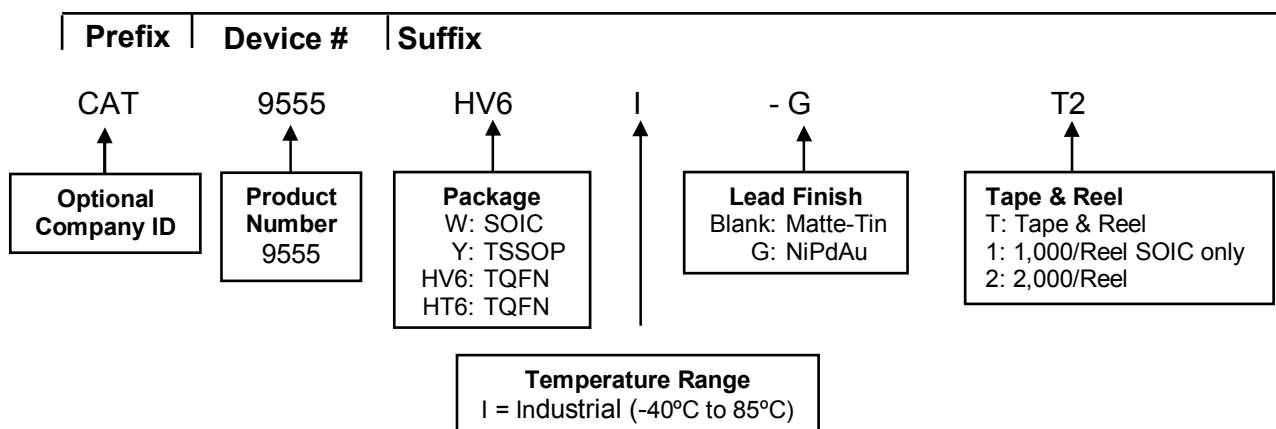 Prefix Device # Suffix
CAT 9555 HV6 I - G T2
Optional
Company ID
Product
Number
9555
Package
W: SOIC
Y: TSSOP
HV6: TQFN
HT6: TQFN
Lead Finish
Blank: Matte-Tin
G: NiPdAu
Tape & Reel
T: Tape & Reel
1: 1,000/Reel SOIC only
2: 2,000/Reel
Temperature Range
I = Industrial (-40ºC to 85ºC)